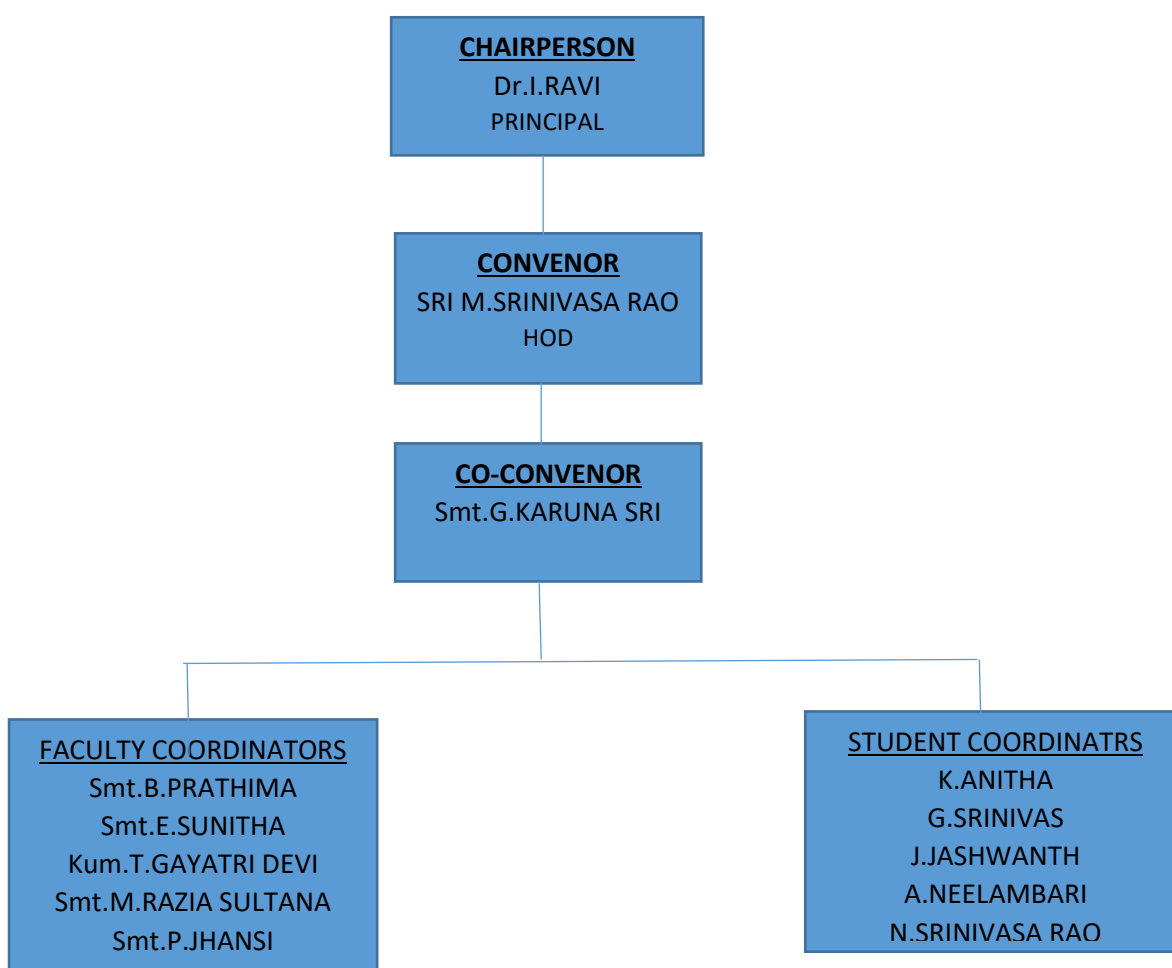 CHAIRPERSON
Dr.I.RAVI
PRINCIPAL
CONVENOR
SRI M.SRINIVASA RAO
HOD
CO-CONVENOR
Smt.G.KARUNA SRI
FACULTY COORDINATORS
Smt.B.PRATHIMA
Smt.E.SUNITHA
Kum.T.GAYATRI DEVI
Smt.M.RAZIA SULTANA
Smt.P.JHANSI
STUDENT COORDINATRS
K.ANITHA
G.SRINIVAS
J.JASHWANTH
A.NEELAMBARI
N.SRINIVASA RAO